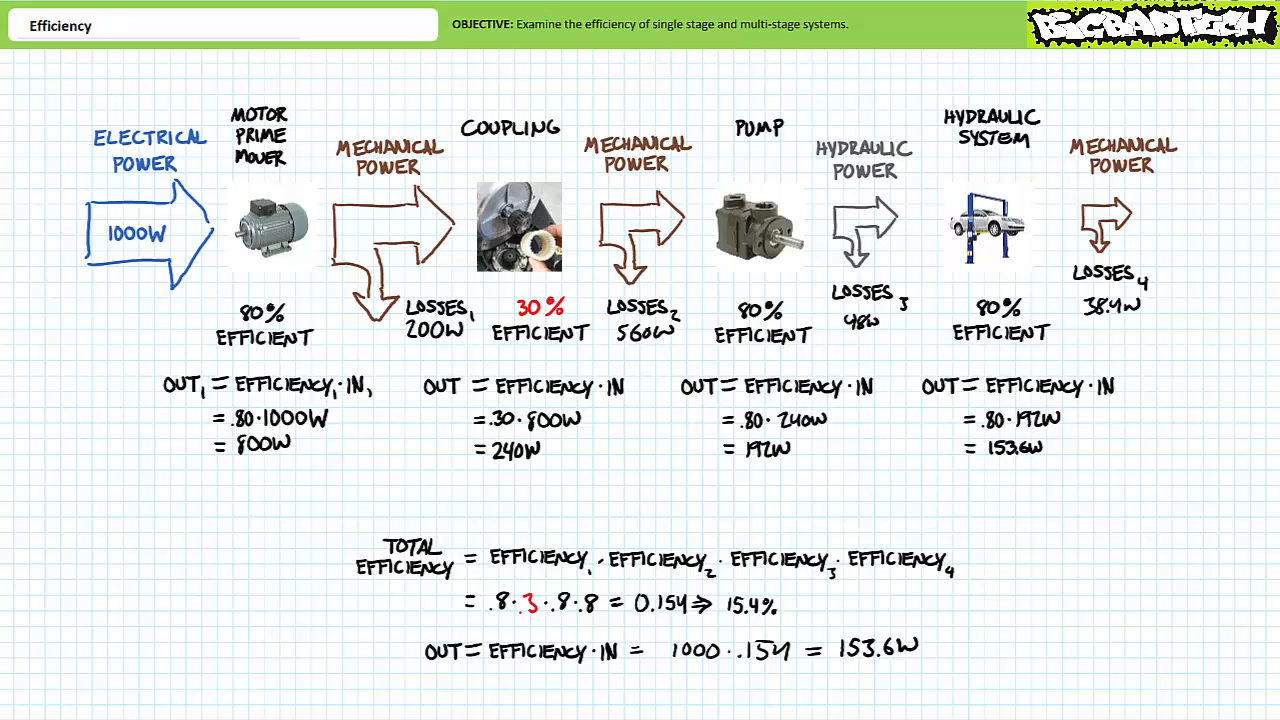 Efficiency
OBJECTIVE: Examine the efficiency of single stage and multi-stage systems.
BIGBADTECH
ELECTRICAL
POWER
1000W
MOTOR
PRIME
MOVER
80%
EFFICIENT
MECHANICAL
POWER
LOSSES₁
200W
COUPLING
30%
EFFICIENT
MECHANICAL
POWER
LOSSES₂
560W
PUMP
80%
EFFICIENT
HYDRAULIC
POWER
LOSSES₃
48W
HYDRAULIC
SYSTEM
80%
EFFICIENT
MECHANICAL
POWER
LOSSES₄
38.4W
OUT₁ = EFFICIENCY₁·IN₁
= .80·1000W
= 800W
OUT = EFFICIENCY·IN
= .30·800W
= 240W
OUT = EFFICIENCY·IN
= .80·240W
= 192W
OUT = EFFICIENCY·IN
= .80·192W
= 153.6W
TOTAL
EFFICIENCY = EFFICIENCY₁·EFFICIENCY₂·EFFICIENCY₃·EFFICIENCY₄
= .8·.3·.8·.8 = 0.154 ⇒ 15.4%
OUT = EFFICIENCY·IN = 1000·.154 = 153.6W